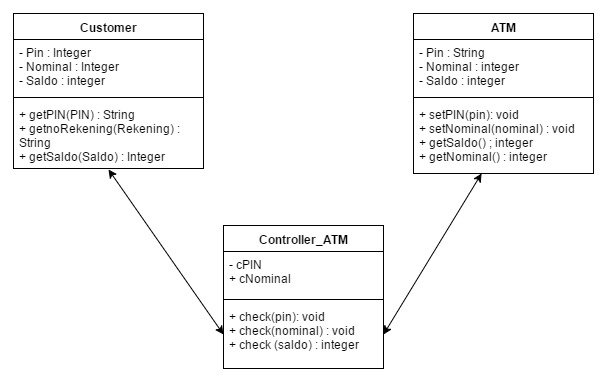 Customer
- Pin : Integer
- Nominal : Integer
- Saldo : integer
+ getPIN(PIN) : String
+ getnoRekening(Rekening) :
String
+ getSaldo(Saldo) : Integer
ATM
- Pin : String
- Nominal : integer
- Saldo : integer
+ setPIN(pin): void
+ setNominal(nominal) : void
+ getSaldo() ; integer
+ getNominal() : integer
Controller_ATM
- cPIN
+ cNominal
+ check(pin): void
+ check(nominal) : void
+ check (saldo) : integer